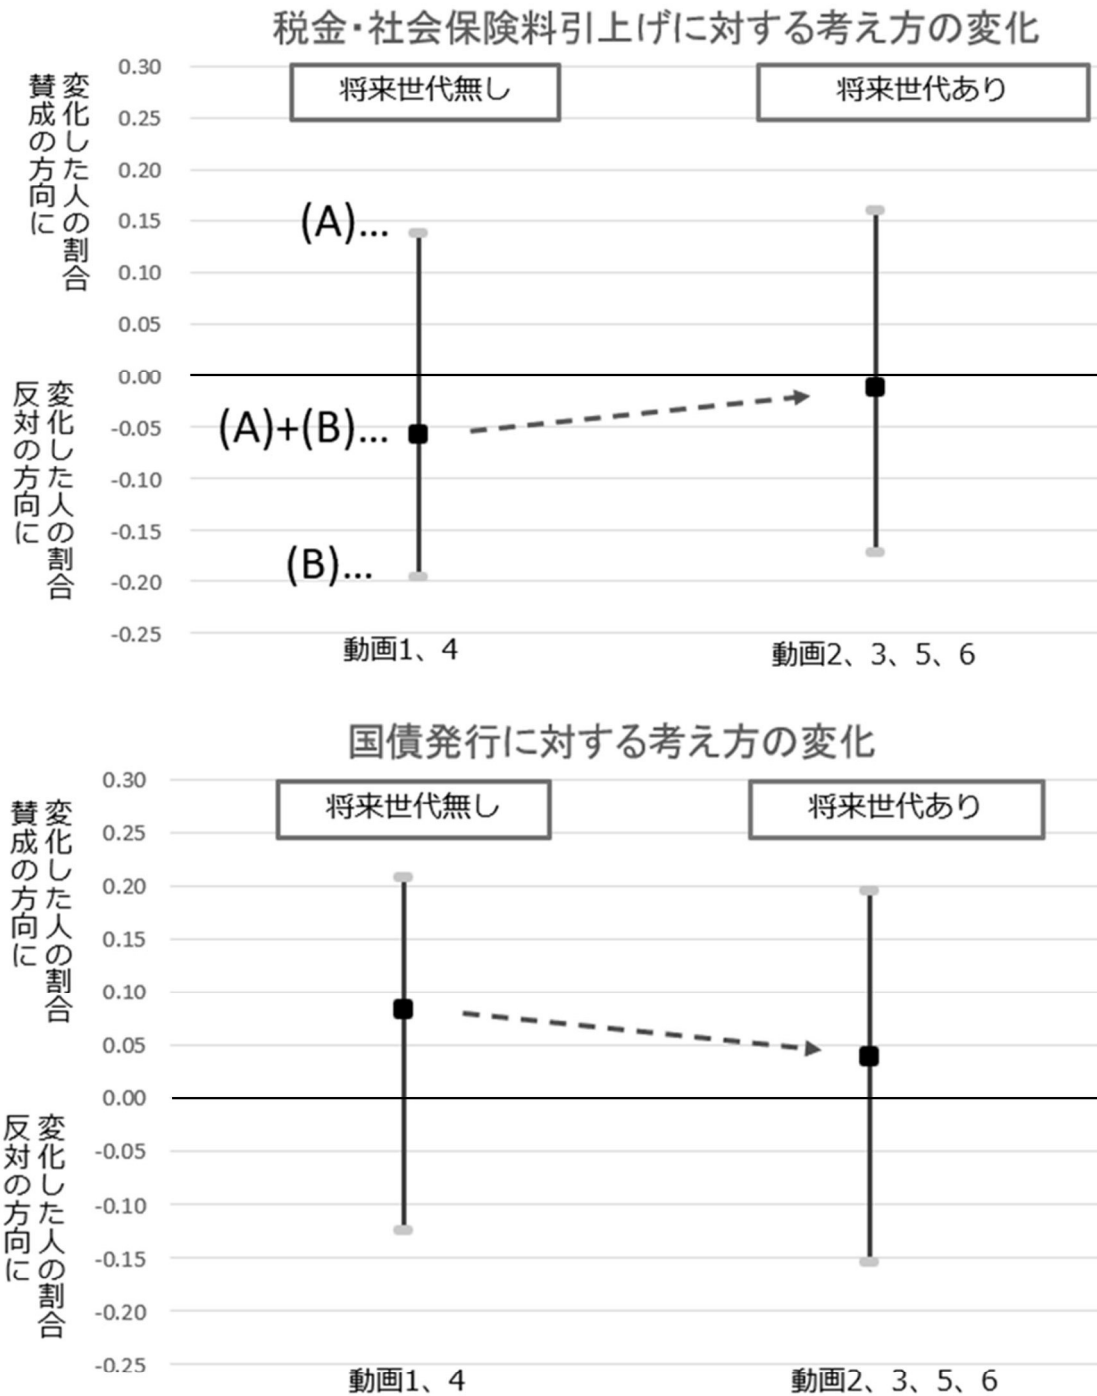 税金・社会保険料引上げに対する考え方の変化
将来世代無し
将来世代あり
賛成の方向に
変化した人の割合
反対の方向に
変化した人の割合
0.30
0.25
0.20
0.15
0.10
0.05
0.00
-0.05
-0.10
-0.15
-0.20
-0.25
(A)...
(A)+(B)...
(B)...
動画1、4
動画2、3、5、6
国債発行に対する考え方の変化
将来世代無し
将来世代あり
賛成の方向に
変化した人の割合
反対の方向に
変化した人の割合
0.30
0.25
0.20
0.15
0.10
0.05
0.00
-0.05
-0.10
-0.15
-0.20
-0.25
動画1、4
動画2、3、5、6